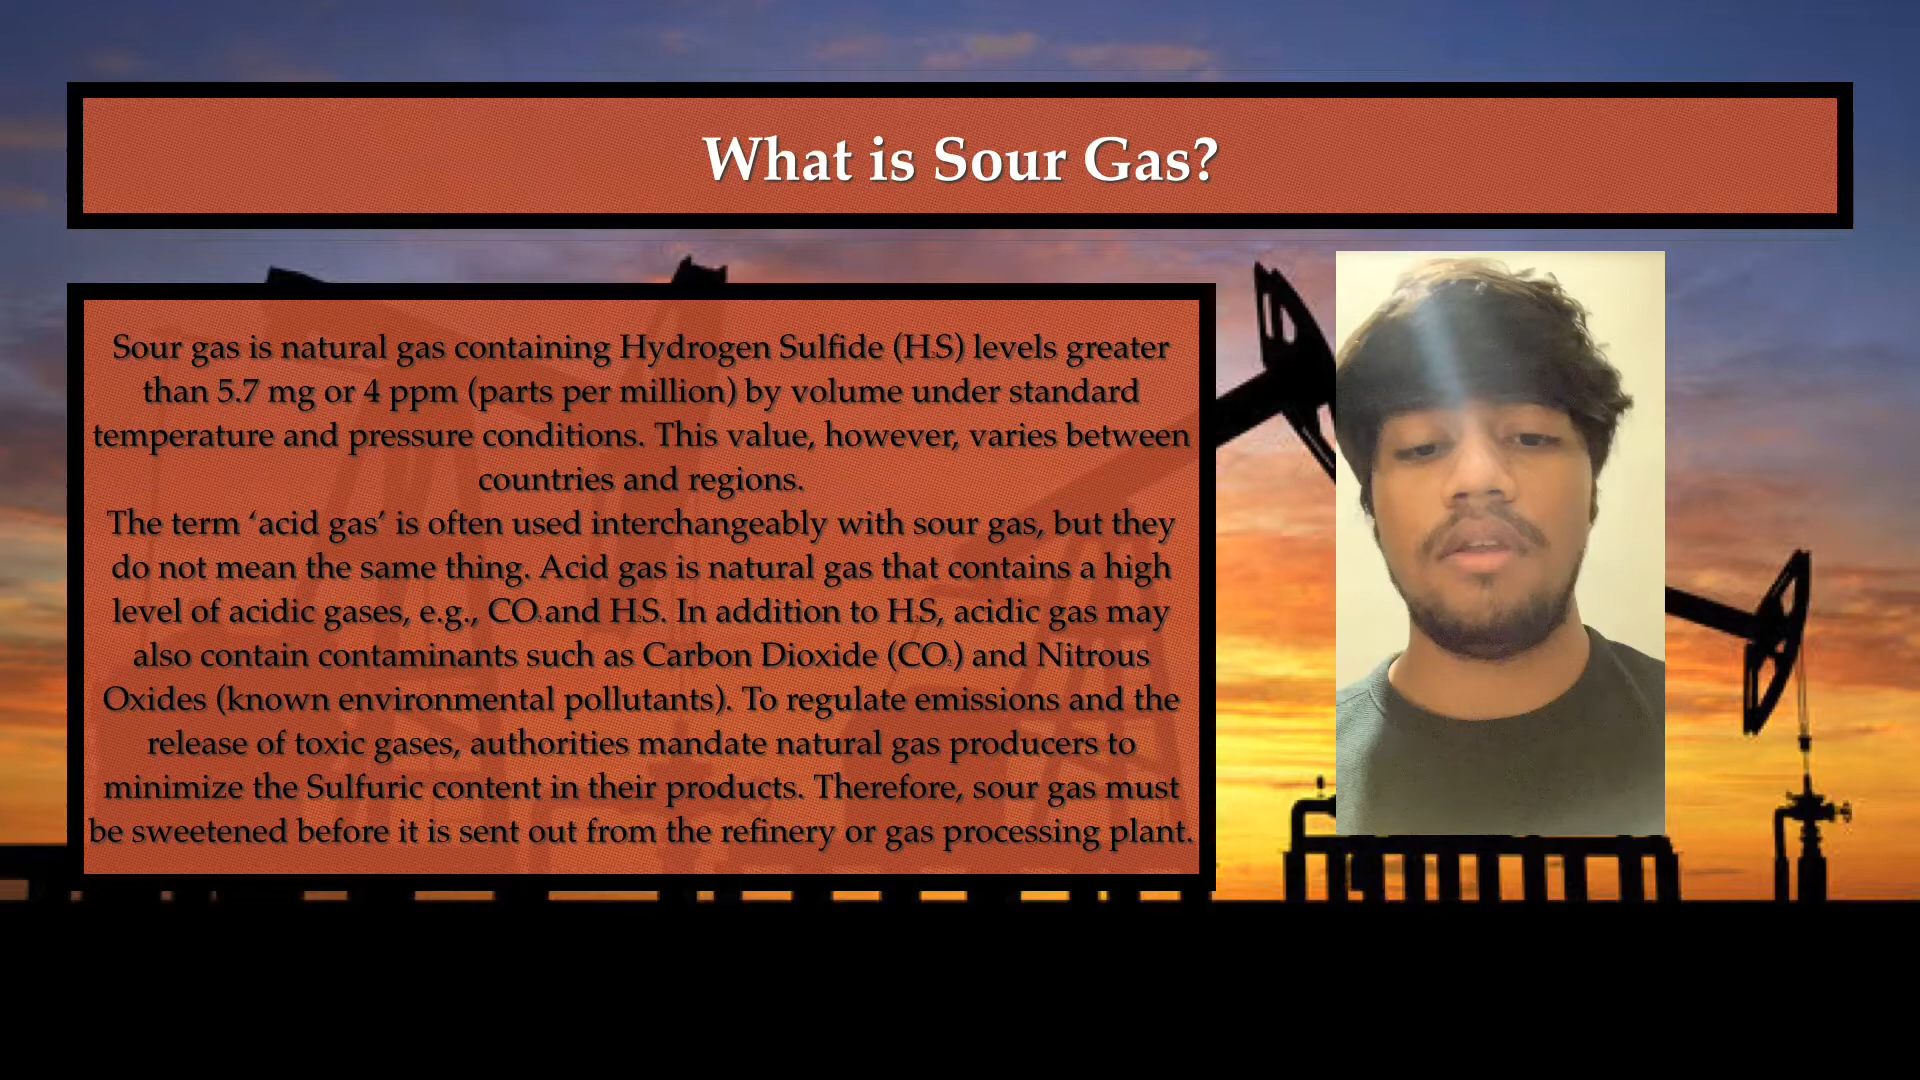 What is Sour Gas?
Sour gas is natural gas containing Hydrogen Sulfide (H₂S) levels greater
than 5.7 mg or 4 ppm (parts per million) by volume under standard
temperature and pressure conditions. This value, however, varies between
countries and regions.
The term ‘acid gas’ is often used interchangeably with sour gas, but they
do not mean the same thing. Acid gas is natural gas that contains a high
level of acidic gases, e.g., CO₂ and H₂S. In addition to H₂S, acidic gas may
also contain contaminants such as Carbon Dioxide (CO₂) and Nitrous
Oxides (known environmental pollutants). To regulate emissions and the
release of toxic gases, authorities mandate natural gas producers to
minimize the Sulfuric content in their products. Therefore, sour gas must
be sweetened before it is sent out from the refinery or gas processing plant.